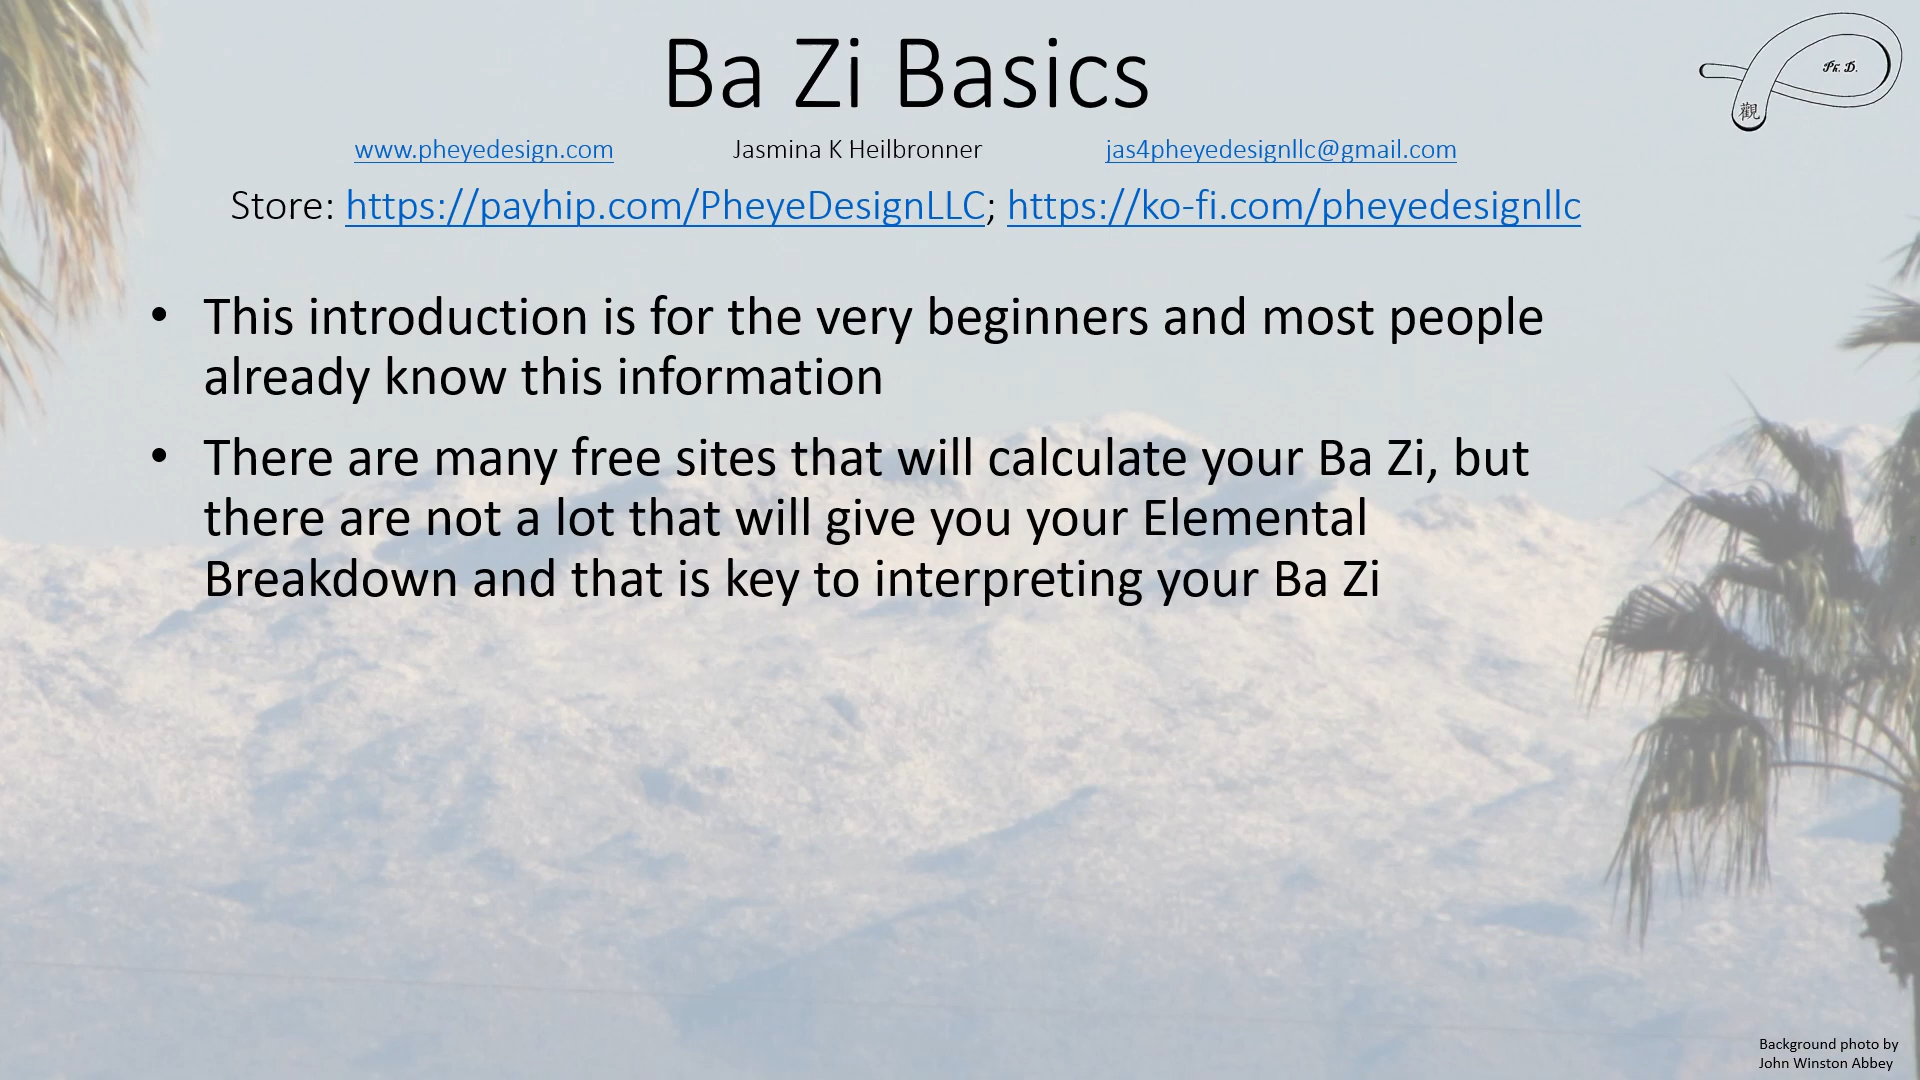 Ba Zi Basics
Ph. D.
觀
www.pheyedesign.com Jasmina K Heilbronner jas4pheyedesignllc@gmail.com
Store: https://payhip.com/PheyeDesignLLC; https://ko-fi.com/pheyedesignllc
• This introduction is for the very beginners and most people
already know this information
• There are many free sites that will calculate your Ba Zi, but
there are not a lot that will give you your Elemental
Breakdown and that is key to interpreting your Ba Zi
Background photo by
John Winston Abbey